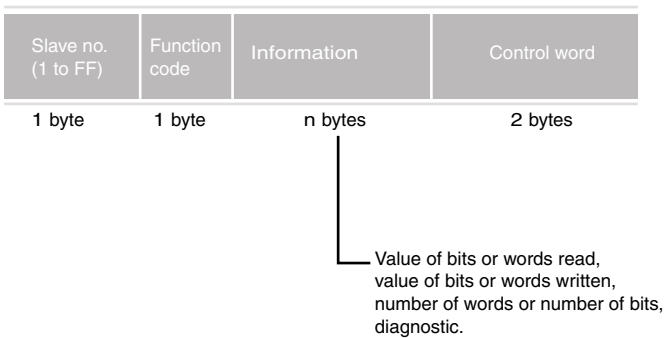 Slave no.
(1 to FF)
Function
code
Information
Control word
1 byte
1 byte
n bytes
2 bytes
Value of bits or words read,
value of bits or words written,
number of words or number of bits,
diagnostic.